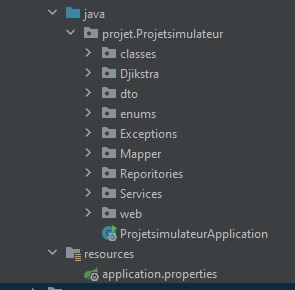 java
projet.Projetsimulateur
classes
Djikstra
dto
enums
Exceptions
Mapper
Reporitories
Services
web
ProjetsimulateurApplication
resources
application.properties